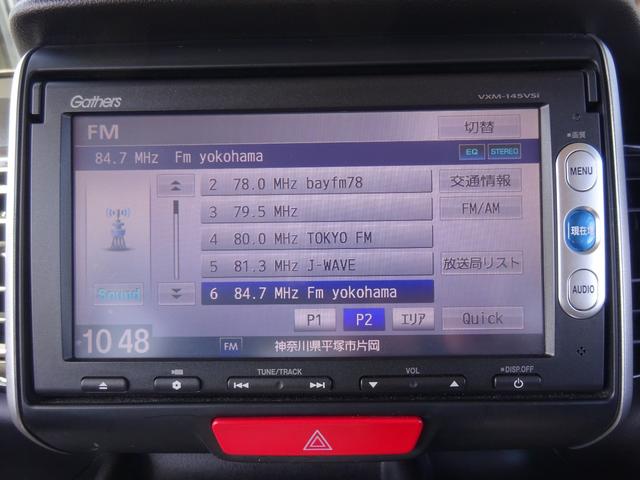 Gathers
VXM-145VSi
FM
切替
84.7 MHz Fm yokohama
EQ STEREO
2 78.0 MHz bayfm78
交通情報
3 79.5 MHz
FM/AM
4 80.0 MHz TOKYO FM
5 81.3 MHz J-WAVE
放送局リスト
Sound
6 84.7 MHz Fm yokohama
P1 P2 エリア Quick
10 48
FM 神奈川県平塚市片岡
画質
MENU
現在地
AUDIO
TUNE/TRACK
VOL
DISP.OFF